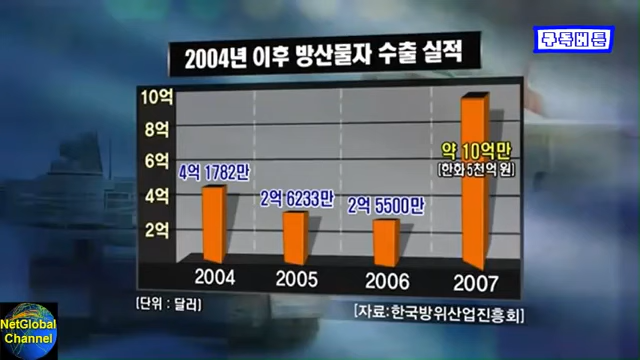 2004년 이후 방산물자 수출 실적
구독버튼
10억
8억
6억
4억
2억
4억 1782만
2억 6233만
2억 5500만
약 10억만
[한화 5천억 원]
2004
2005
2006
2007
[단위 : 달러]
[자료:한국방위산업진흥회]
NetGlobal
Channel